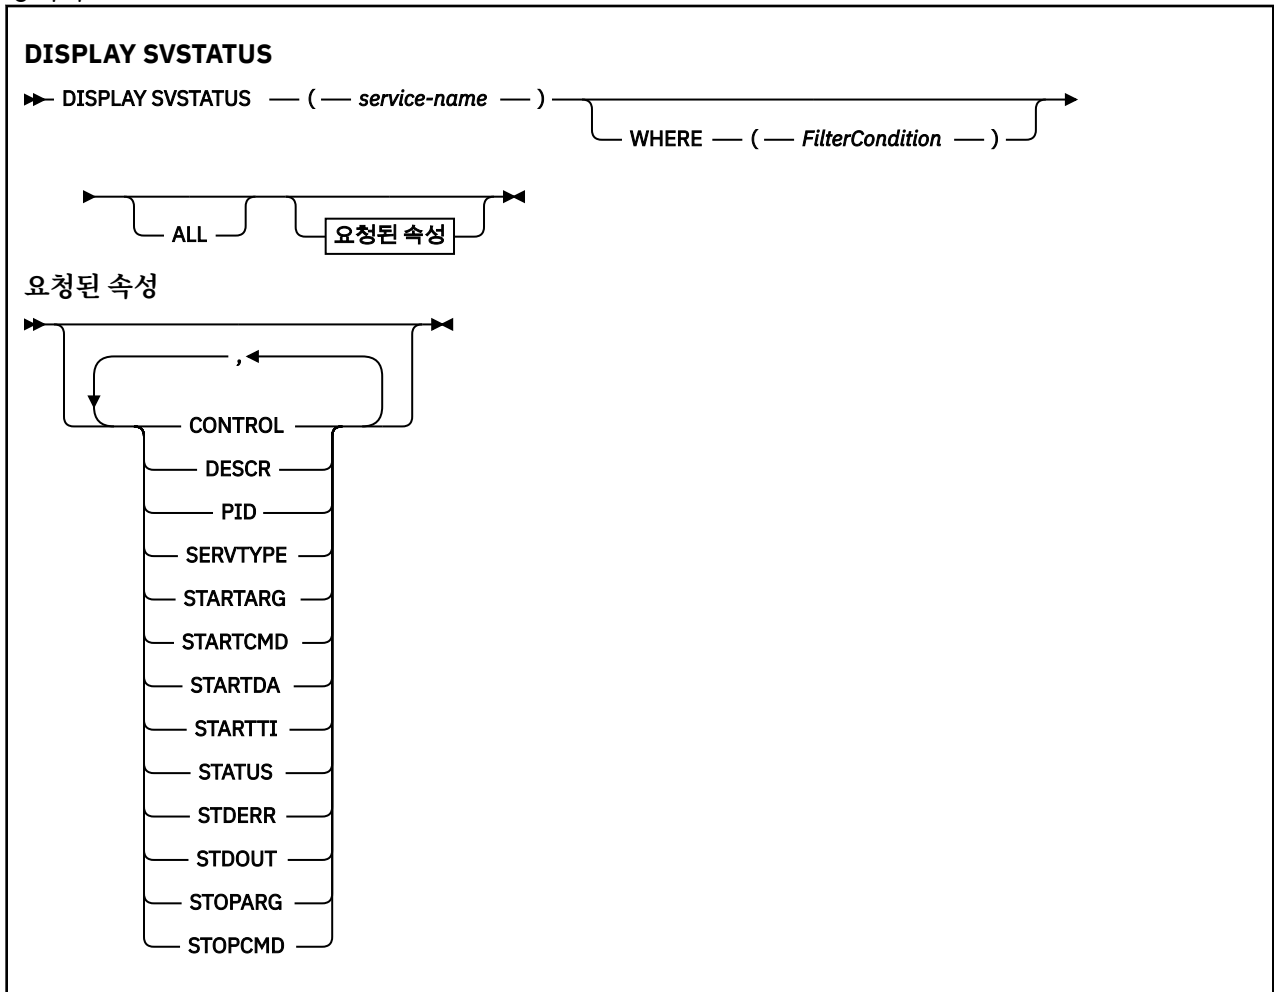 DISPLAY SVSTATUS
DISPLAY SVSTATUS ( service-name )
WHERE ( FilterCondition )
ALL 요청된 속성
요청된 속성
,
CONTROL
DESCR
PID
SERVTYPE
STARTARG
STARTCMD
STARTDA
STARTTI
STATUS
STDERR
STDOUT
STOPARG
STOPCMD